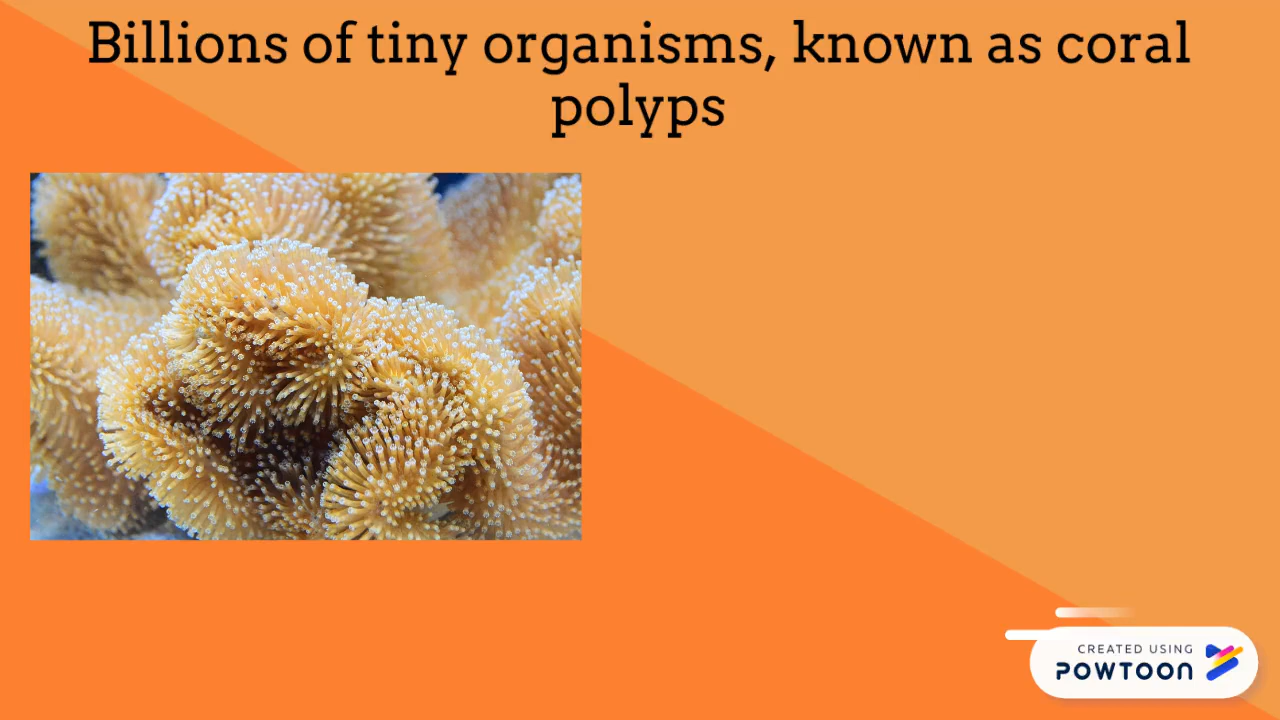 Billions of tiny organisms, known as coral
polyps
CREATED USING
POWTOON